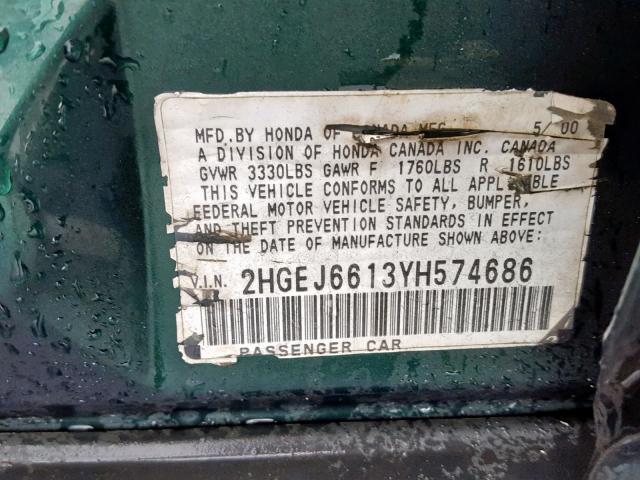 MFD. BY HONDA OF CANADA MFG. 5/ 00
A DIVISION OF HONDA CANADA INC. CANADA
GVWR 3330LBS GAWR F 1760LBS R 1610LBS
THIS VEHICLE CONFORMS TO ALL APPLICABLE
FEDERAL MOTOR VEHICLE SAFETY, BUMPER,
AND THEFT PREVENTION STANDARDS IN EFFECT
ON THE DATE OF MANUFACTURE SHOWN ABOVE:
V.I.N. 2HGEJ6613YH574686
PASSENGER CAR